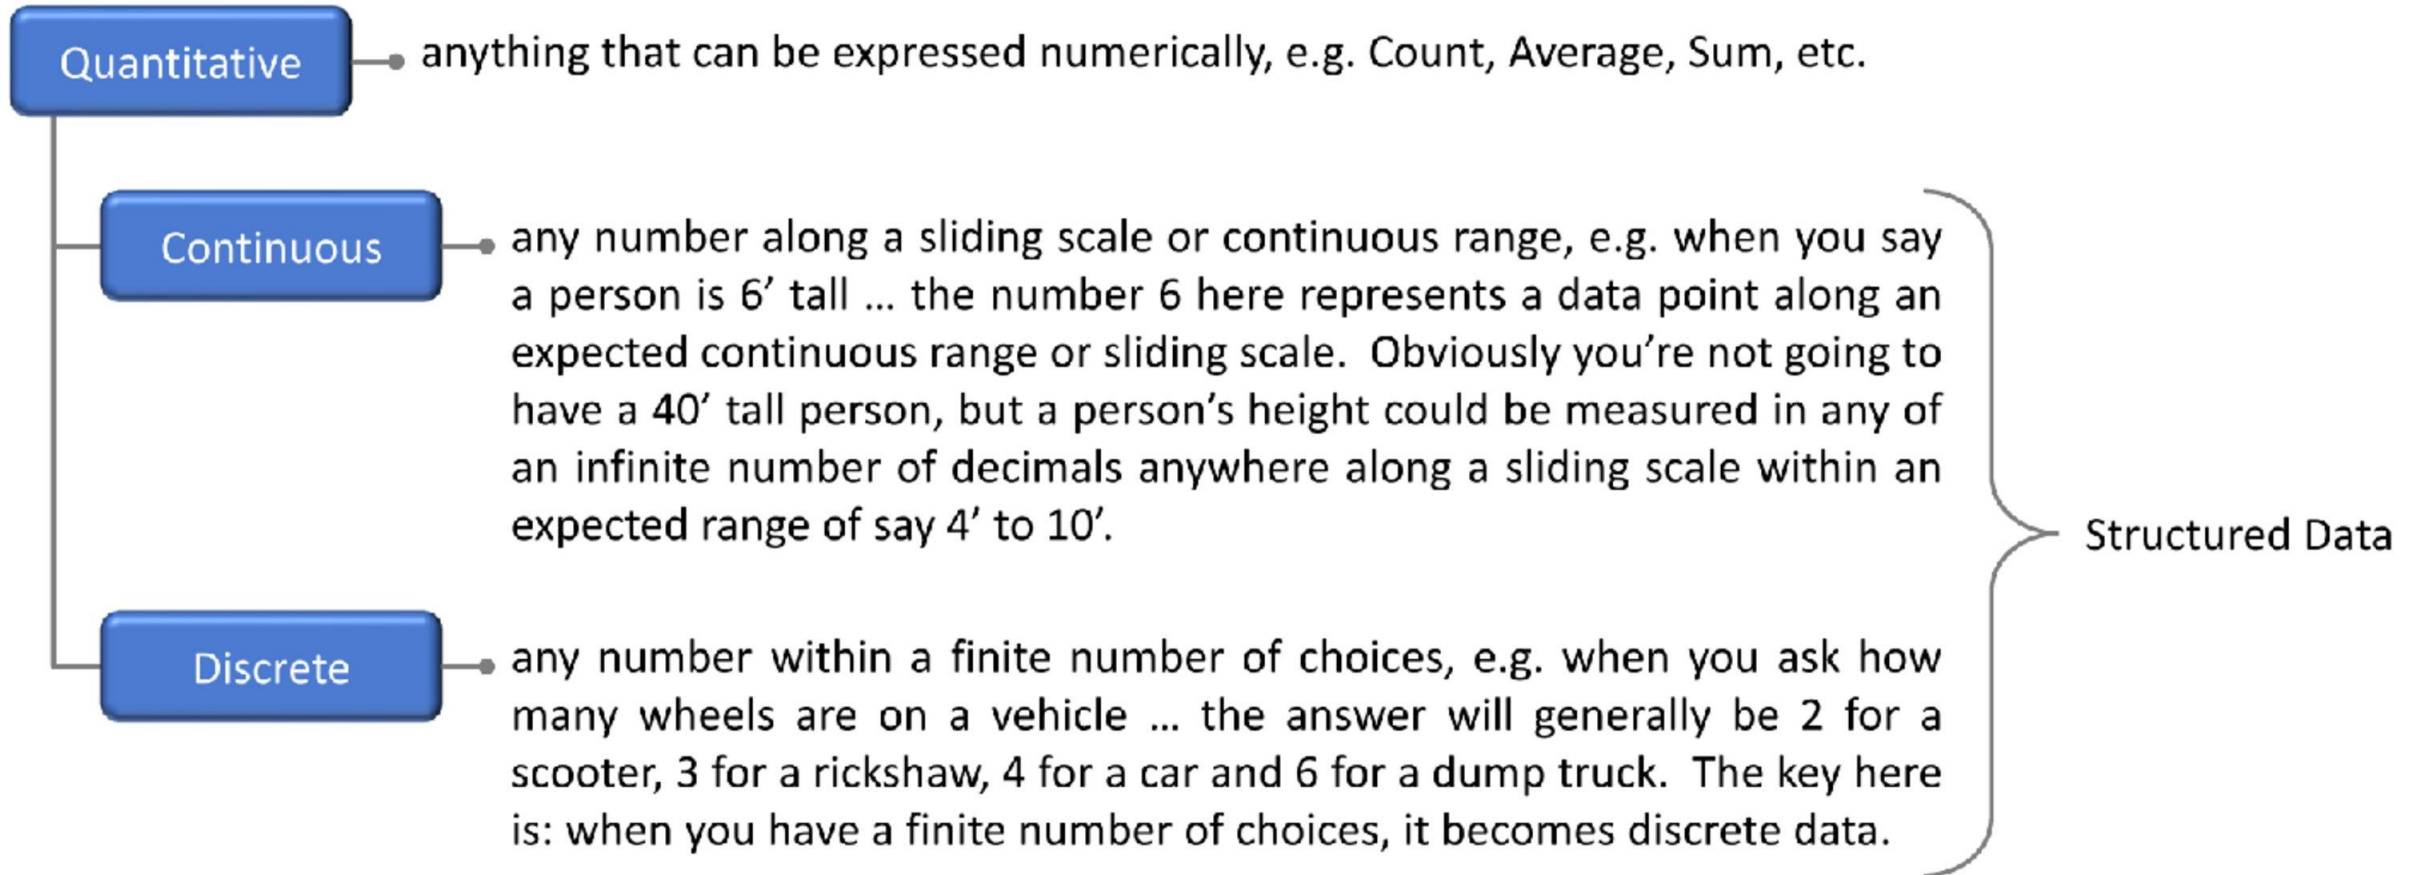 Quantitative
anything that can be expressed numerically, e.g. Count, Average, Sum, etc.
Continuous
any number along a sliding scale or continuous range, e.g. when you say
a person is 6’ tall … the number 6 here represents a data point along an
expected continuous range or sliding scale.  Obviously you’re not going to
have a 40’ tall person, but a person’s height could be measured in any of
an infinite number of decimals anywhere along a sliding scale within an
expected range of say 4’ to 10’.
Structured Data
Discrete
any number within a finite number of choices, e.g. when you ask how
many wheels are on a vehicle … the answer will generally be 2 for a
scooter, 3 for a rickshaw, 4 for a car and 6 for a dump truck.  The key here
is: when you have a finite number of choices, it becomes discrete data.